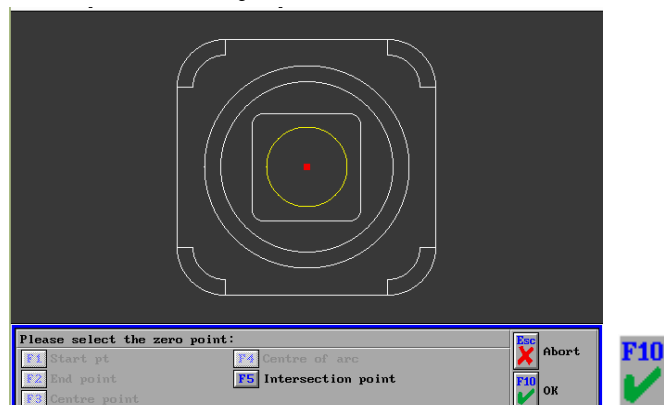 Please select the zero point:
F1 Start pt
F4 Centre of arc
Esc Abort
F2 End point
F5 Intersection point
F10 OK
F3 Centre point
F10